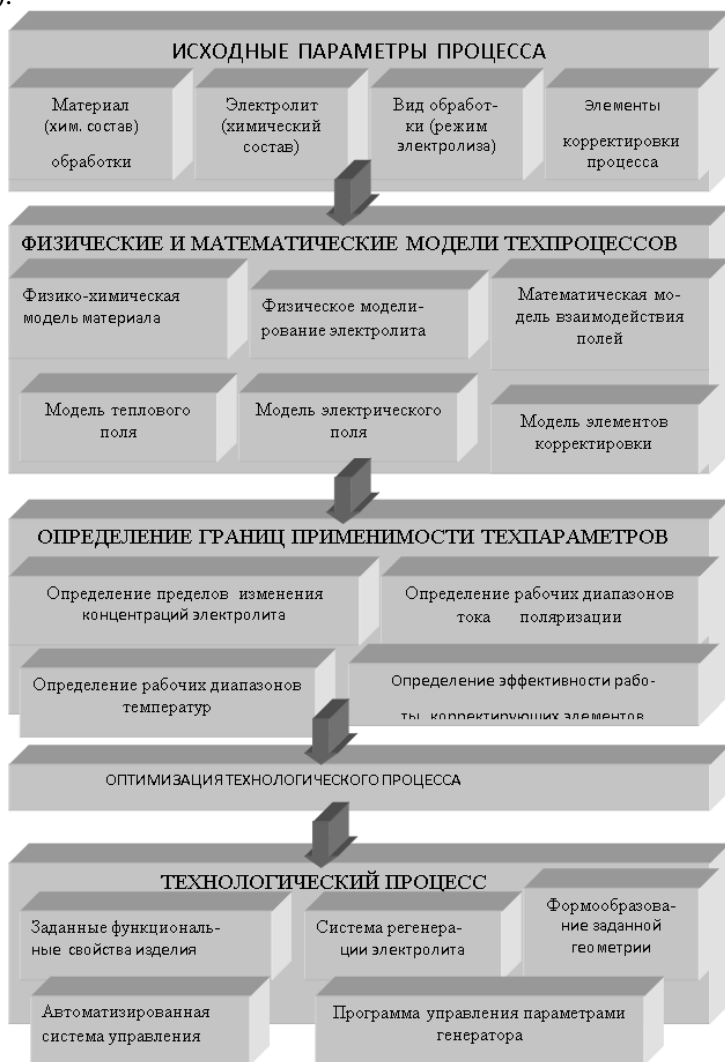 ).
ИСХОДНЫЕ ПАРАМЕТРЫ ПРОЦЕССА
Материал
(хим. состав)
обработки
Электролит
(химический
состав)
Вид обработ-
ки (режим
электролиза)
Элементы
корректировки
процесса
ФИЗИЧЕСКИЕ И МАТЕМАТИЧЕСКИЕ МОДЕЛИ ТЕХПРОЦЕССОВ
Физико-химическая
модель материала
Физическое модели-
рование электролита
Математическая мо-
дель взаимодействия
полей
Модель теплового
поля
Модель электрического
поля
Модель элементов
корректировки
ОПРЕДЕЛЕНИЕ ГРАНИЦ ПРИМЕНИМОСТИ ТЕХПАРАМЕТРОВ
Определение пределов изменения
концентраций электролита
Определение рабочих диапазонов
тока поляризации
Определение рабочих диапазонов
температур
Определение эффективности рабо-
ты корректирующих элементов
ОПТИМИЗАЦИЯ ТЕХНОЛОГИЧЕСКОГО ПРОЦЕССА
ТЕХНОЛОГИЧЕСКИЙ ПРОЦЕСС
Заданные функциональ-
ные свойства изделия
Система регенера-
ции электролита
Формообразова-
ние заданной
геометрии
Автоматизированная
система управления
Программа управления параметрами
генератора